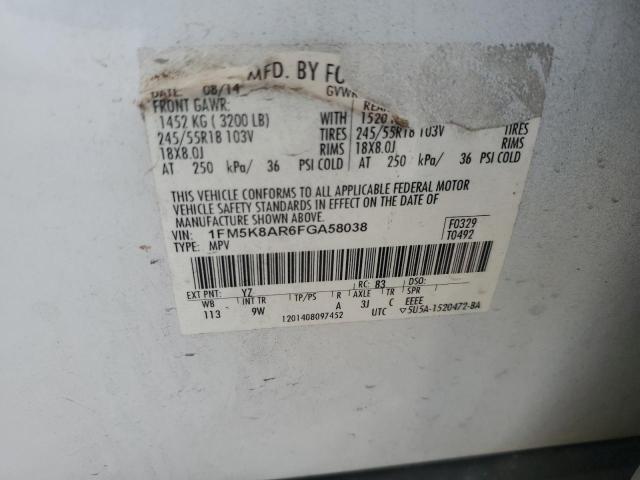 MFD. BY FO
DATE: 08/14 GVWR
FRONT GAWR: REAR
1452 KG ( 3200 LB) WITH 1520
245/55R18 103V TIRES 245/55R18 103V TIRES
18X8.0J RIMS 18X8.0J RIMS
AT 250 kPa/ 36 PSI COLD AT 250 kPa/ 36 PSI COLD
THIS VEHICLE CONFORMS TO ALL APPLICABLE FEDERAL MOTOR
VEHICLE SAFETY STANDARDS IN EFFECT ON THE DATE OF
MANUFACTURE SHOWN ABOVE.
VIN: 1FM5K8AR6FGA58038 F0329
TYPE: MPV T0492
EXT PNT: YZ RC: 83 DSO:
WB INT TR TP/PS R AXLE TR SPR
113 9W A 3J C EEEE
1201408097452 UTC ▽5U5A-1520472-BA